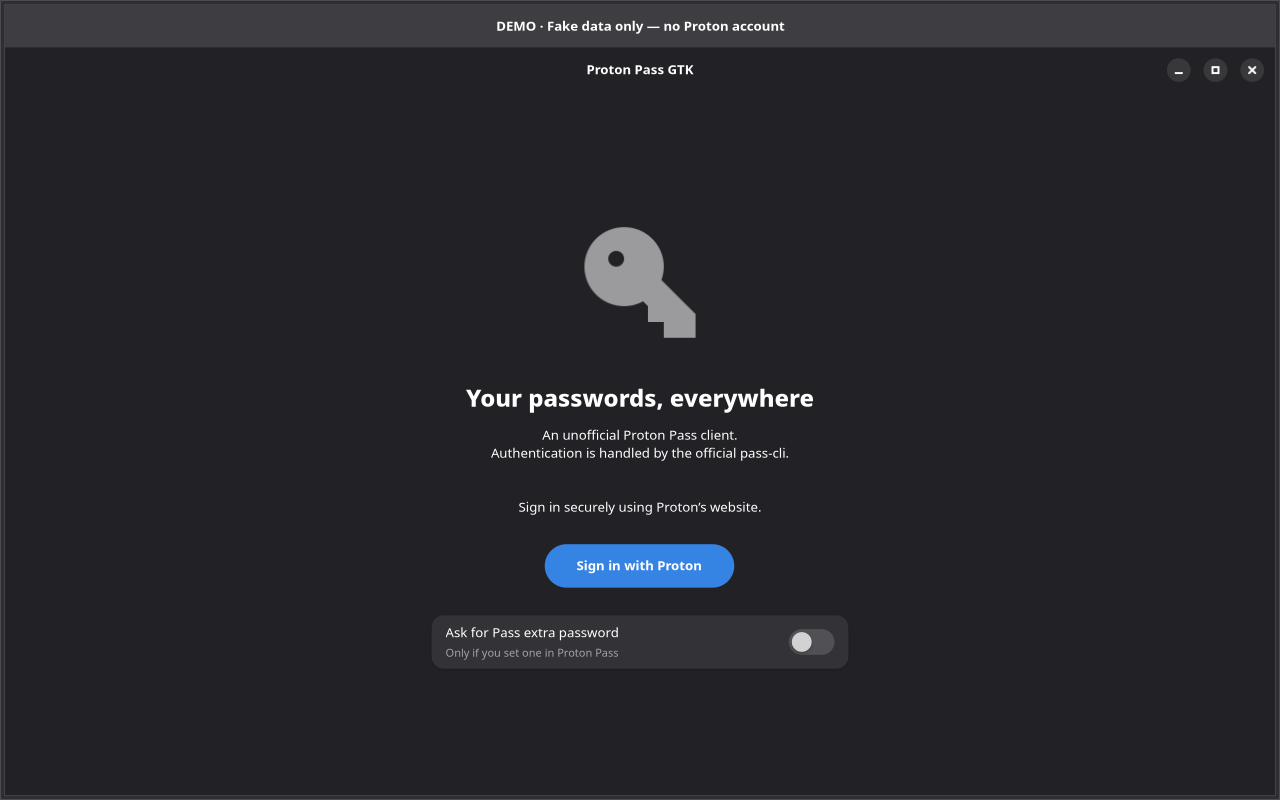 DEMO · Fake data only — no Proton account
Proton Pass GTK
Your passwords, everywhere
An unofficial Proton Pass client.
Authentication is handled by the official pass-cli.
Sign in securely using Proton’s website.
Sign in with Proton
Ask for Pass extra password
Only if you set one in Proton Pass